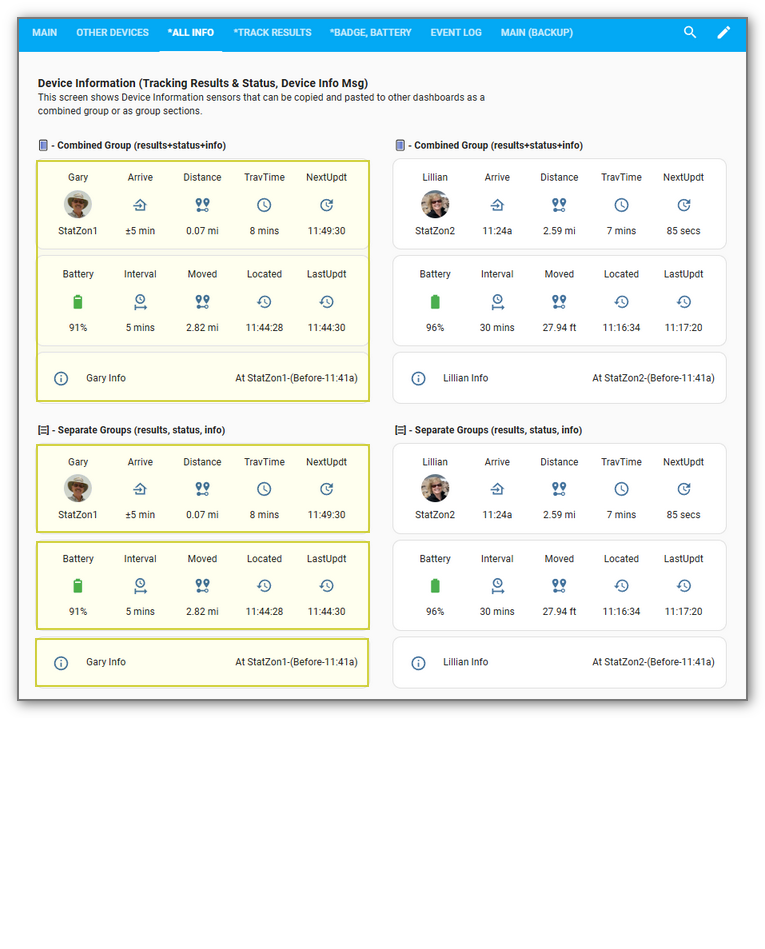 MAIN OTHER DEVICES *ALL INFO *TRACK RESULTS *BADGE, BATTERY EVENT LOG MAIN (BACKUP)
Device Information (Tracking Results & Status, Device Info Msg)
This screen shows Device Information sensors that can be copied and pasted to other dashboards as a
combined group or as group sections.
- Combined Group (results+status+info)
Gary Arrive Distance TravTime NextUpdt
StatZon1 ±5 min 0.07 mi 8 mins 11:49:30
Battery Interval Moved Located LastUpdt
91% 5 mins 2.82 mi 11:44:28 11:44:30
Gary Info At StatZon1-(Before-11:41a)
- Combined Group (results+status+info)
Lillian Arrive Distance TravTime NextUpdt
StatZon2 11:24a 2.59 mi 7 mins 85 secs
Battery Interval Moved Located LastUpdt
96% 30 mins 27.94 ft 11:16:34 11:17:20
Lillian Info At StatZon2-(Before-11:41a)
- Separate Groups (results, status, info)
Gary Arrive Distance TravTime NextUpdt
StatZon1 ±5 min 0.07 mi 8 mins 11:49:30
Battery Interval Moved Located LastUpdt
91% 5 mins 2.82 mi 11:44:28 11:44:30
Gary Info At StatZon1-(Before-11:41a)
- Separate Groups (results, status, info)
Lillian Arrive Distance TravTime NextUpdt
StatZon2 11:24a 2.59 mi 7 mins 85 secs
Battery Interval Moved Located LastUpdt
96% 30 mins 27.94 ft 11:16:34 11:17:20
Lillian Info At StatZon2-(Before-11:41a)